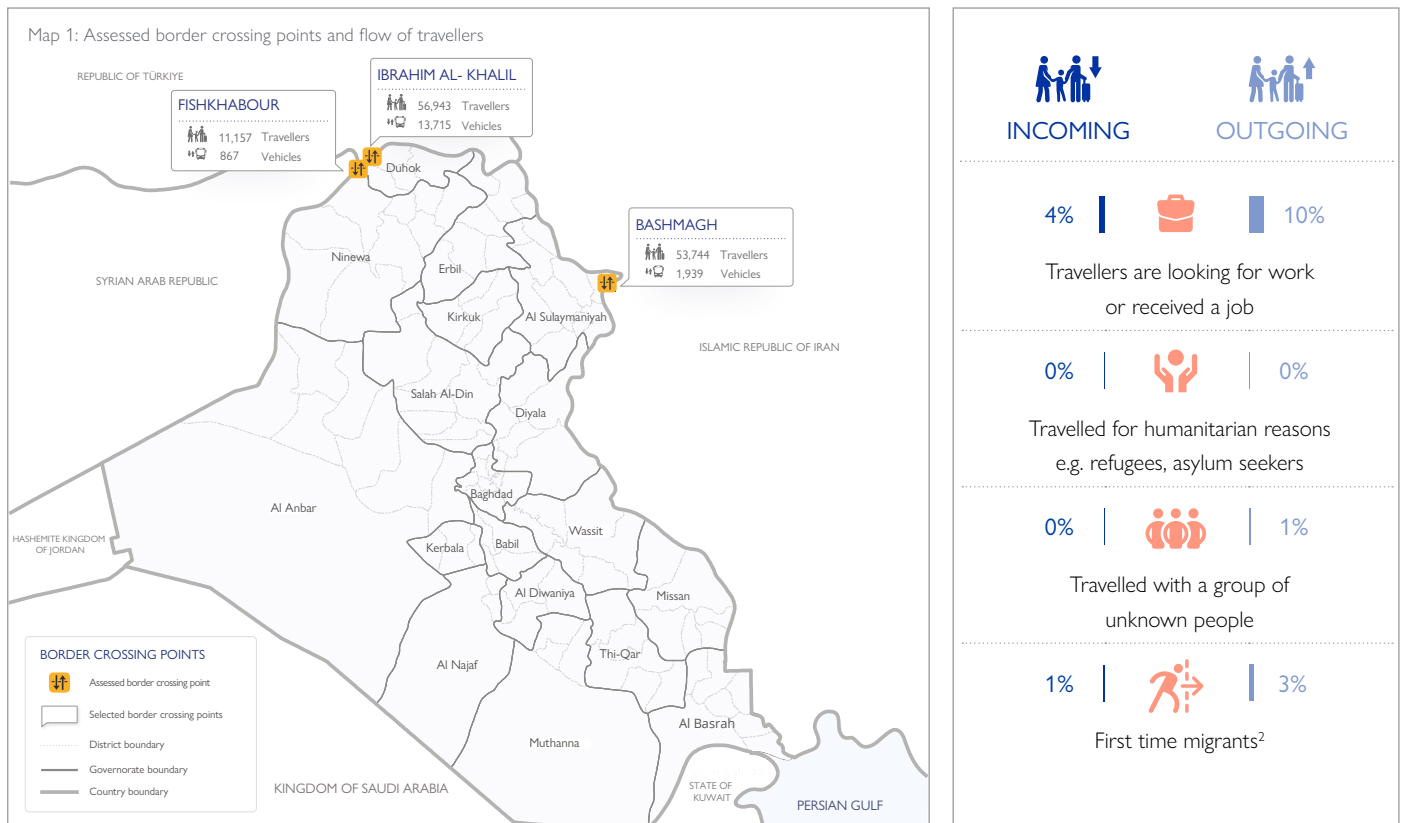 Map 1: Assessed border crossing points and flow of travellers
REPUBLIC OF TÜRKIYE
IBRAHIM AL- KHALIL
56,943 Travellers
13,715 Vehicles
FISHKHABOUR
11,157 Travellers
867 Vehicles
Duhok
BASHMAGH
53,744 Travellers
1,939 Vehicles
Ninewa
Erbil
SYRIAN ARAB REPUBLIC
Kirkuk
Al Sulaymaniyah
ISLAMIC REPUBLIC OF IRAN
Salah Al-Din
Diyala
Baghdad
Al Anbar
Wassit
HASHEMITE KINGDOM
OF JORDAN
Kerbala
Babil
Al Diwaniya
Missan
Thi-Qar
Al Najaf
Al Basrah
Muthanna
KINGDOM OF SAUDI ARABIA
STATE OF
KUWAIT
PERSIAN GULF
BORDER CROSSING POINTS
Assessed border crossing point
Selected border crossing points
District boundary
Governorate boundary
Country boundary
INCOMING OUTGOING
4% 10%
Travellers are looking for work
or received a job
0% 0%
Travelled for humanitarian reasons
e.g. refugees, asylum seekers
0% 1%
Travelled with a group of
unknown people
1% 3%
First time migrants²